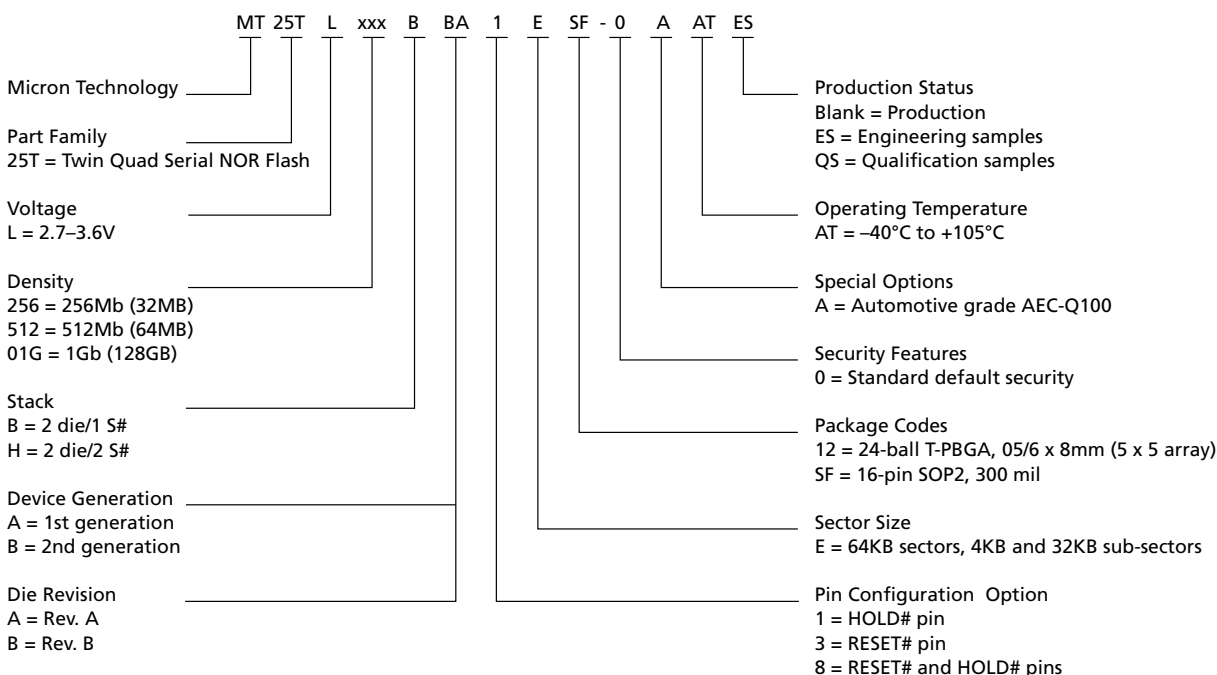 MT 25T L xxx B BA 1 E SF - 0 A AT ES
Micron Technology
Part Family
25T = Twin Quad Serial NOR Flash
Voltage
L = 2.7–3.6V
Density
256 = 256Mb (32MB)
512 = 512Mb (64MB)
01G = 1Gb (128GB)
Stack
B = 2 die/1 S#
H = 2 die/2 S#
Device Generation
A = 1st generation
B = 2nd generation
Die Revision
A = Rev. A
B = Rev. B
Production Status
Blank = Production
ES = Engineering samples
QS = Qualification samples
Operating Temperature
AT = –40°C to +105°C
Special Options
A = Automotive grade AEC-Q100
Security Features
0 = Standard default security
Package Codes
12 = 24-ball T-PBGA, 05/6 x 8mm (5 x 5 array)
SF = 16-pin SOP2, 300 mil
Sector Size
E = 64KB sectors, 4KB and 32KB sub-sectors
Pin Configuration Option
1 = HOLD# pin
3 = RESET# pin
8 = RESET# and HOLD# pins